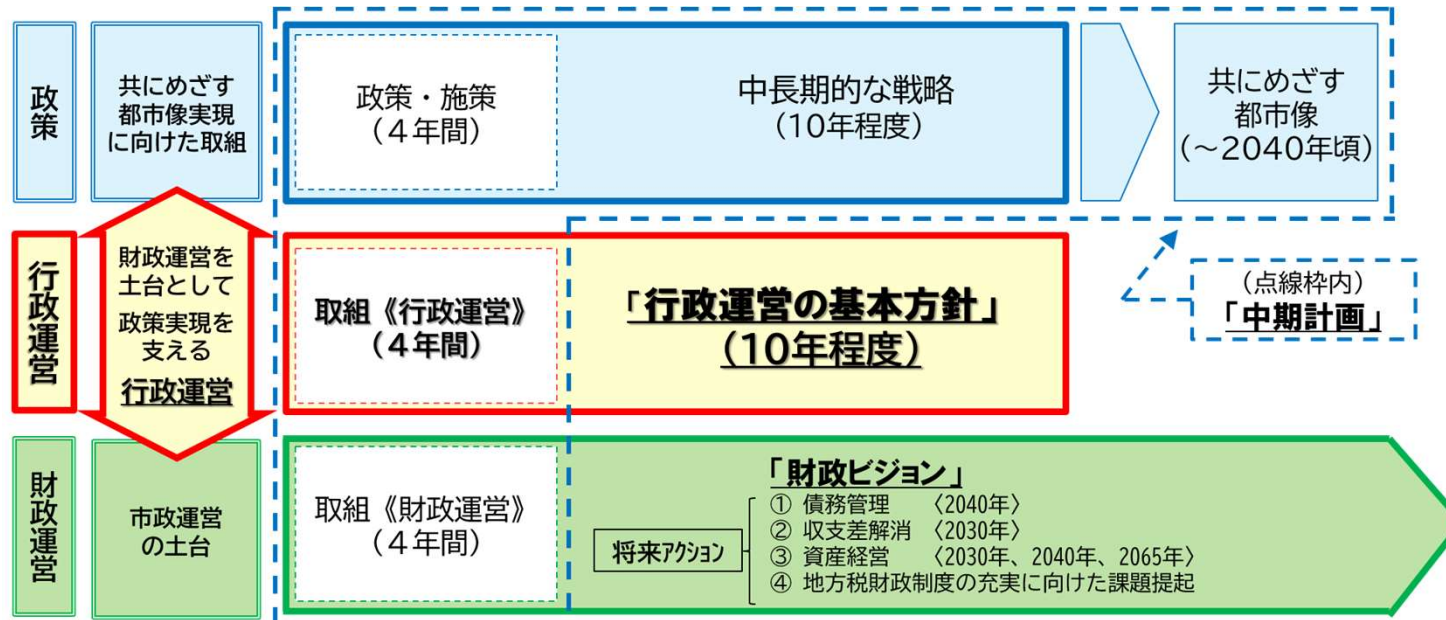 政策
共にめざす
都市像実現
に向けた取組
政策・施策
(4年間)
中長期的な戦略
(10年程度)
共にめざす
都市像
(~2040年頃)
行政運営
財政運営を
土台として
政策実現を
支える
行政運営
取組《行政運営》
(4年間)
「行政運営の基本方針」
(10年程度)
(点線枠内)
「中期計画」
財政運営
市政運営
の土台
取組《財政運営》
(4年間)
「財政ビジョン」
将来アクション
① 債務管理 〈2040年〉
② 収支差解消 〈2030年〉
③ 資産経営 〈2030年、2040年、2065年〉
④ 地方税財政制度の充実に向けた課題提起